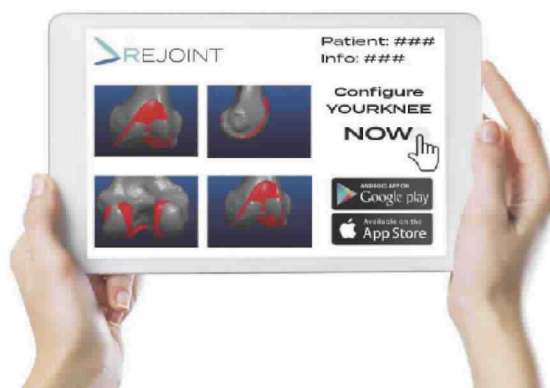 REJOINT
Patient: ###
Info: ###
Configure
YOURKNEE
NOW
ANDROID APP ON
Google play
Available on the
App Store